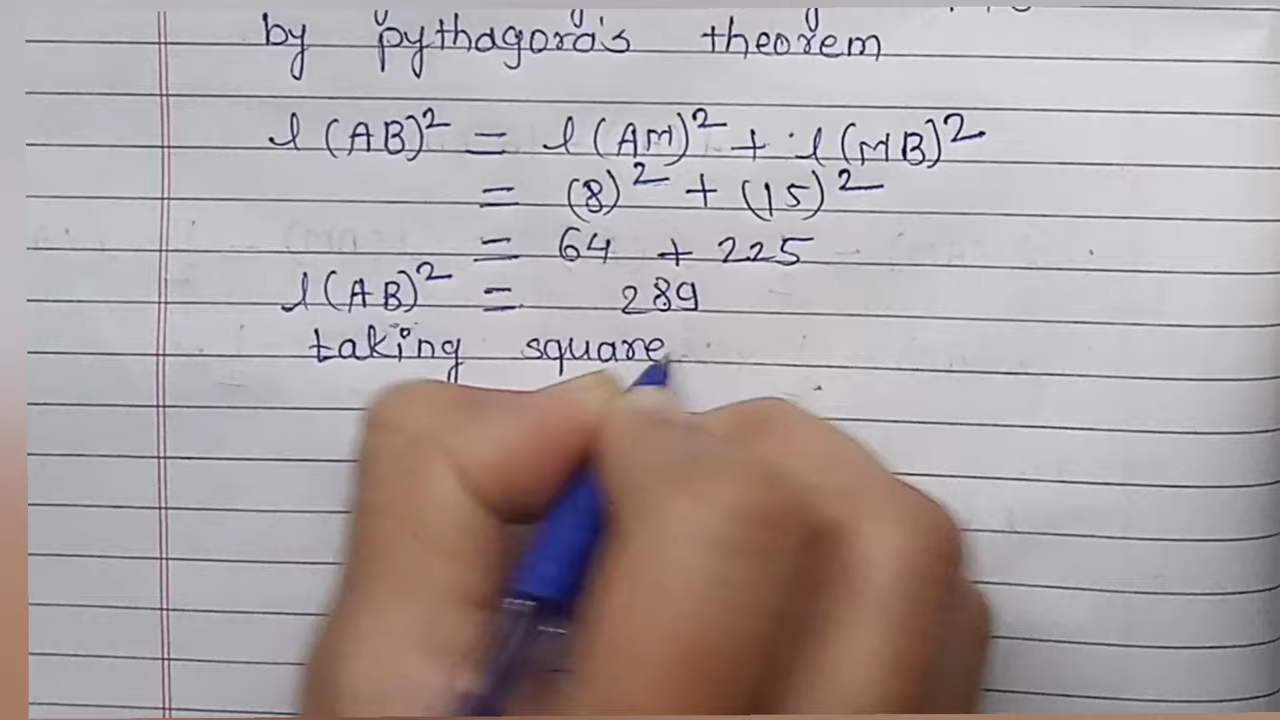 by pythagora's theorem
l(AB)² = l(AM)² + l(MB)²
= (8)² + (15)²
= 64 + 225
l(AB)² = 289
taking square